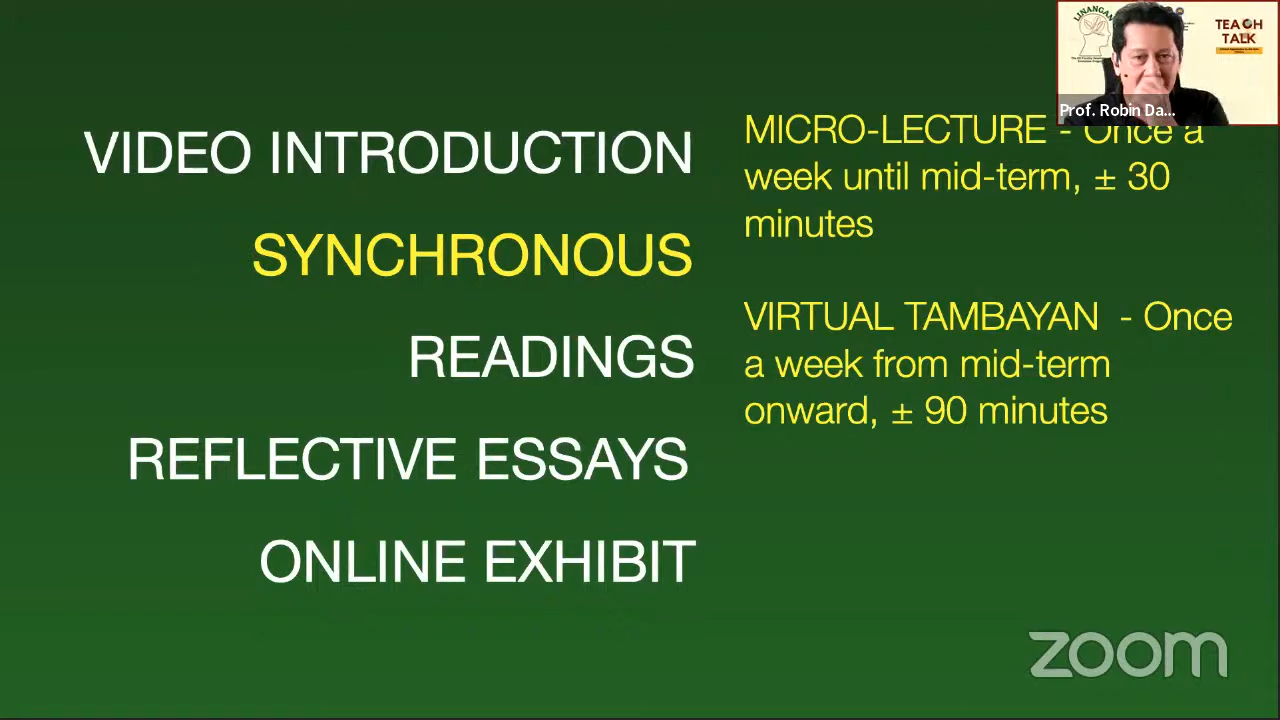 LINANGAN
TEACH
TALK
Prof. Robin Da...
VIDEO INTRODUCTION
SYNCHRONOUS
READINGS
REFLECTIVE ESSAYS
ONLINE EXHIBIT
MICRO-LECTURE - Once a
week until mid-term, ± 30
minutes
VIRTUAL TAMBAYAN - Once
a week from mid-term
onward, ± 90 minutes
zoom